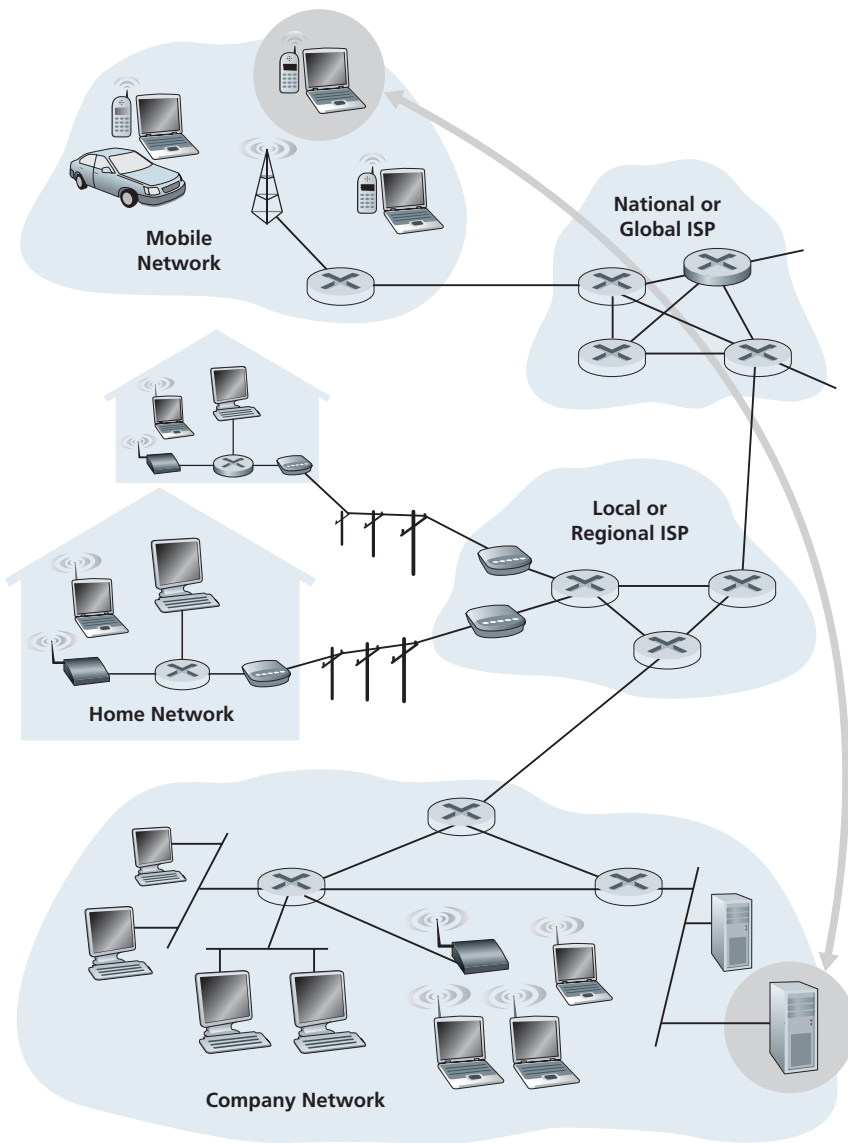 National or
Global ISP
Mobile
Network
Local or
Regional ISP
Home Network
Company Network